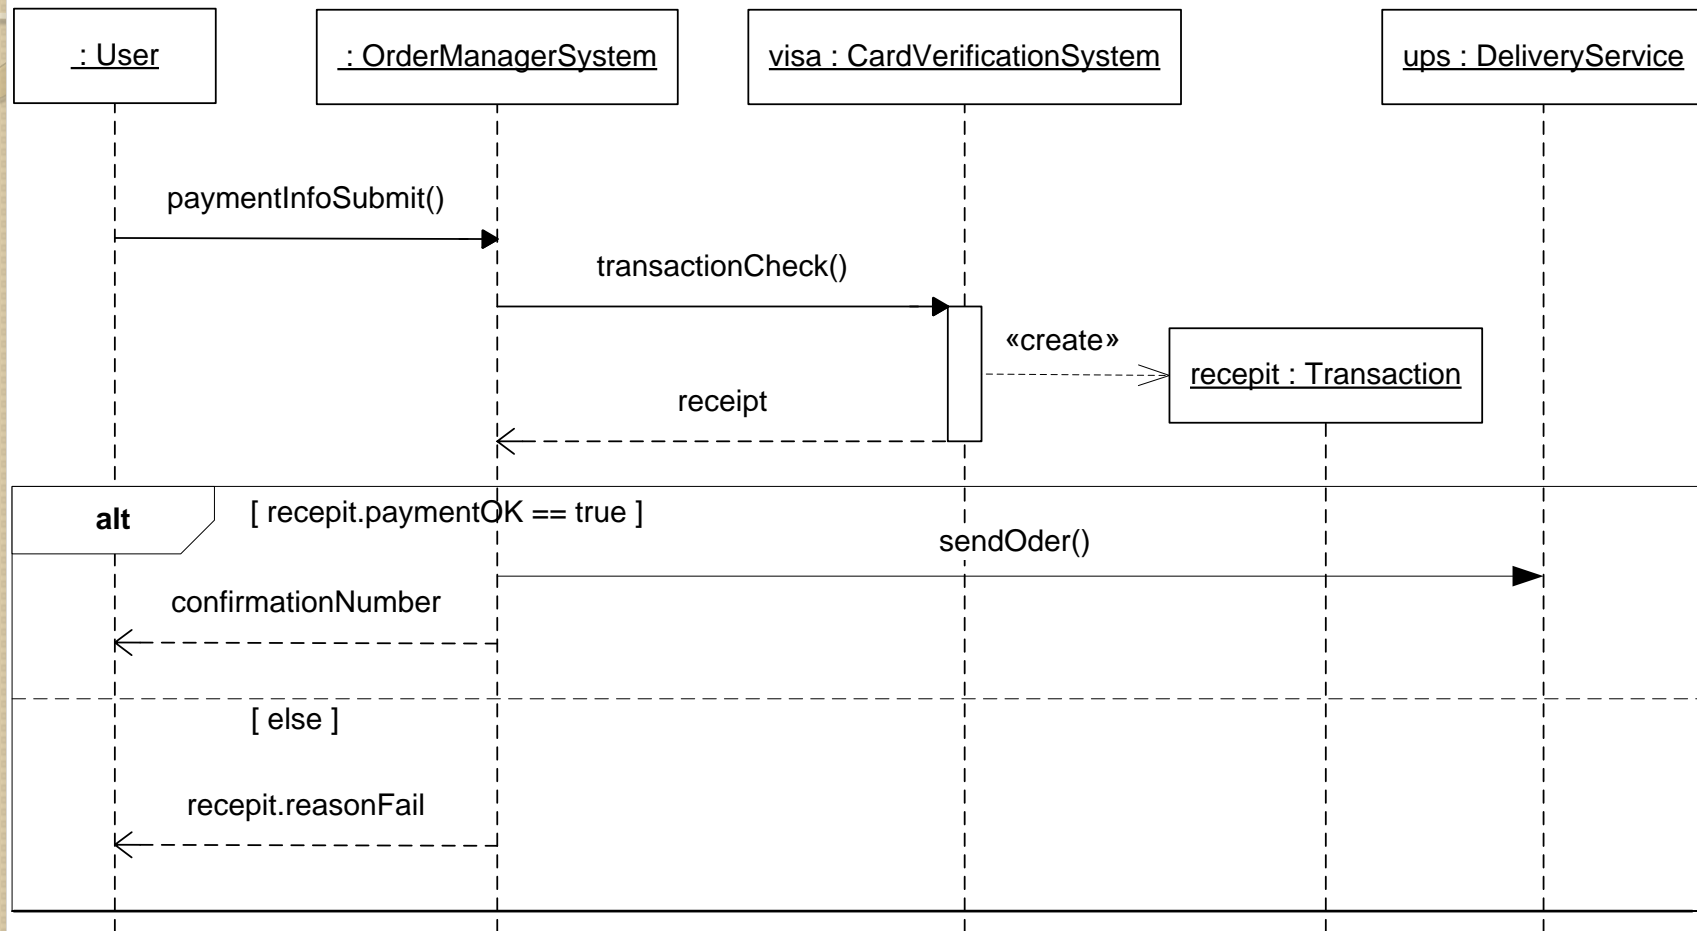 : User
: OrderManagerSystem
visa : CardVerificationSystem
ups : DeliveryService
paymentInfoSubmit()
transactionCheck()
«create»
recepit : Transaction
receipt
alt
[ recepit.paymentOK == true ]
sendOder()
confirmationNumber
[ else ]
recepit.reasonFail